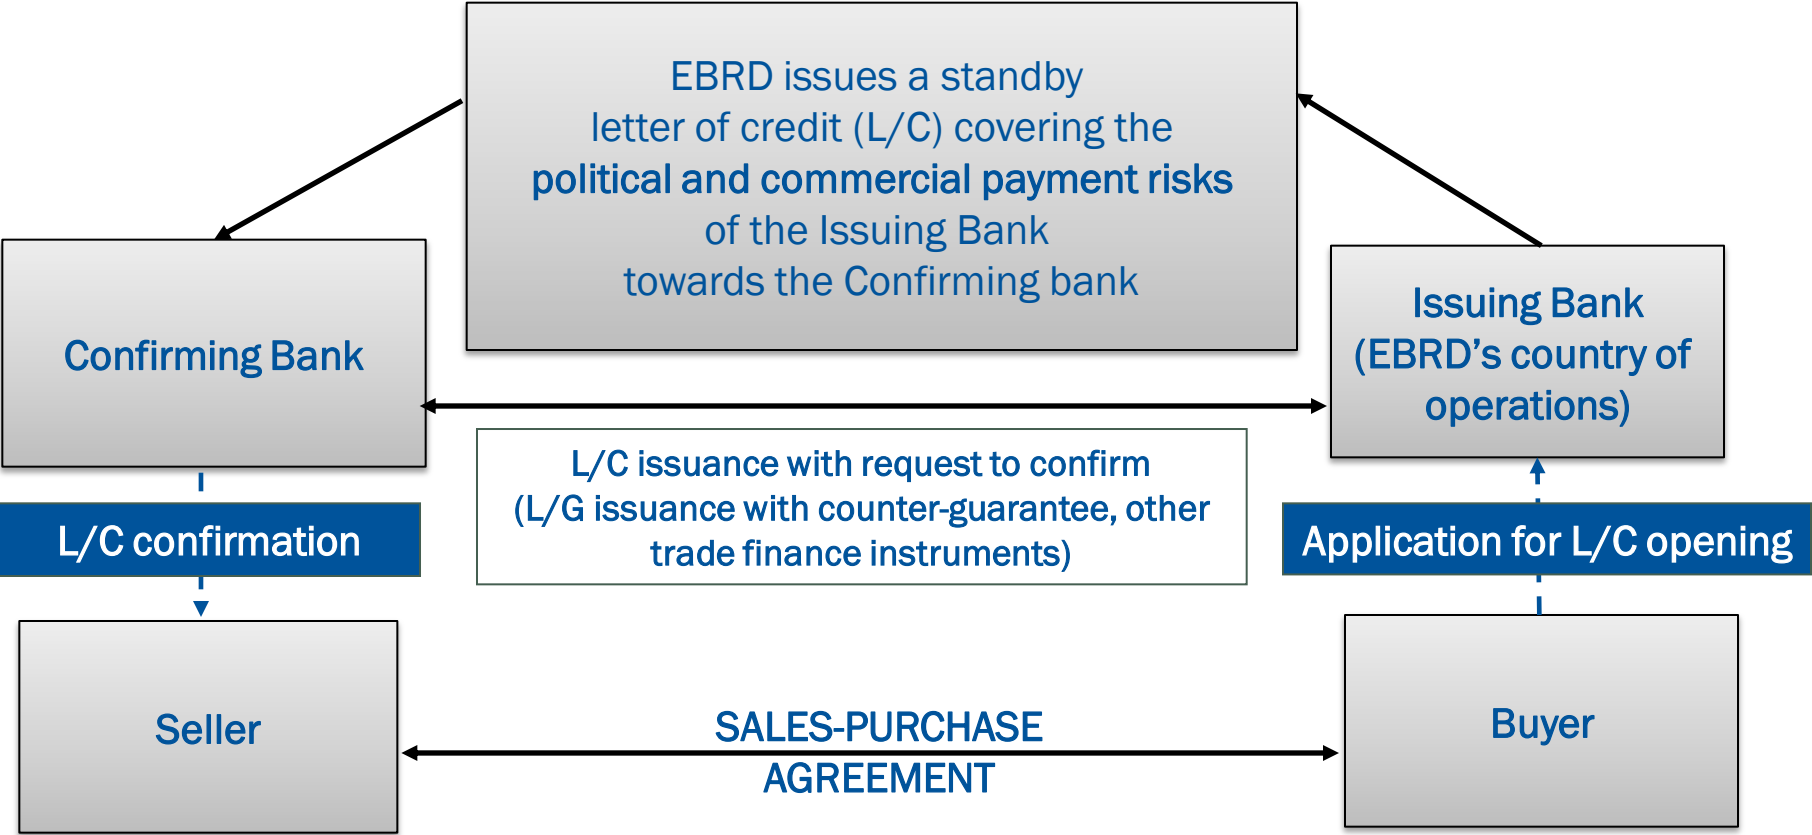 EBRD issues a standby
letter of credit (L/C) covering the
political and commercial payment risks
of the Issuing Bank
towards the Confirming bank
Confirming Bank
Issuing Bank
(EBRD’s country of
operations)
L/C issuance with request to confirm
(L/G issuance with counter-guarantee, other
trade finance instruments)
L/C confirmation
Application for L/C opening
Seller
SALES-PURCHASE
AGREEMENT
Buyer